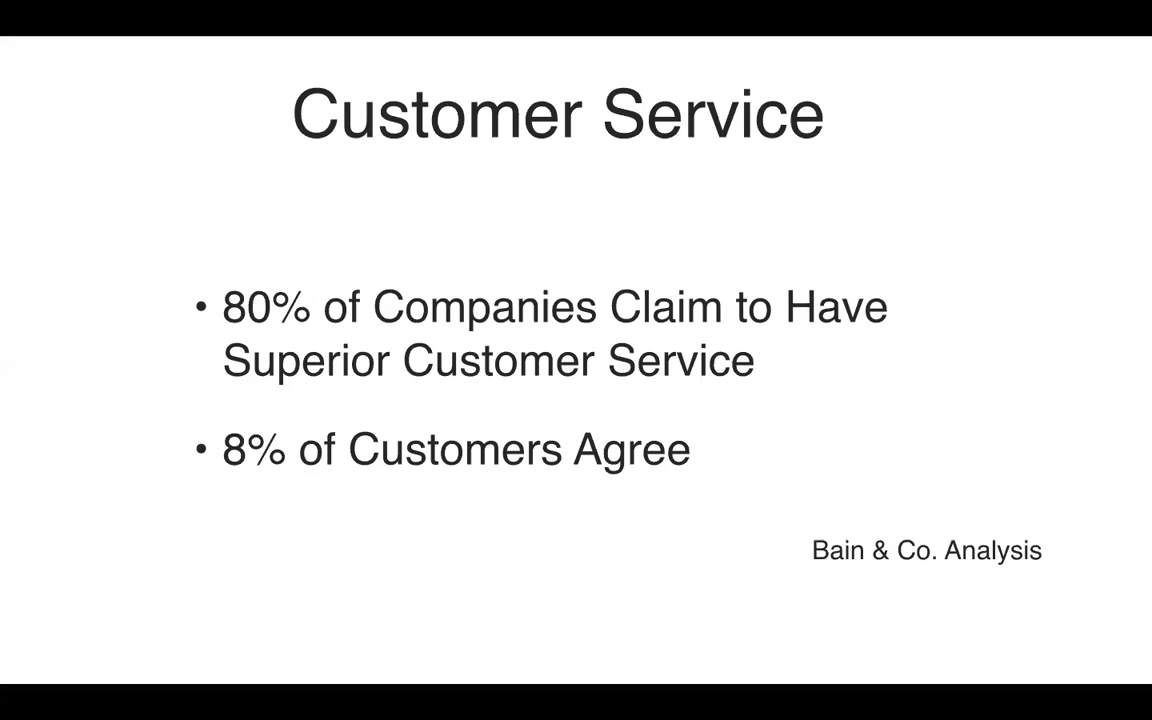 Customer Service
• 80% of Companies Claim to Have
Superior Customer Service
• 8% of Customers Agree
Bain & Co. Analysis